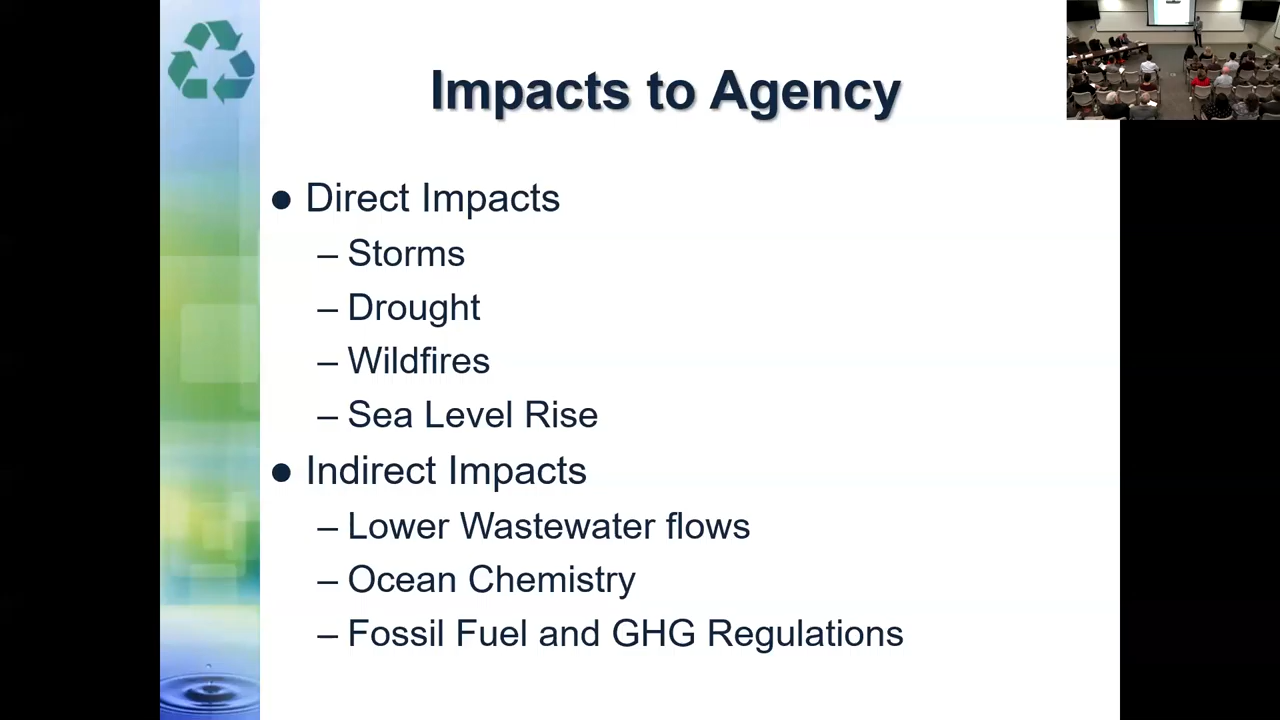 Impacts to Agency
● Direct Impacts
– Storms
– Drought
– Wildfires
– Sea Level Rise
● Indirect Impacts
– Lower Wastewater flows
– Ocean Chemistry
– Fossil Fuel and GHG Regulations